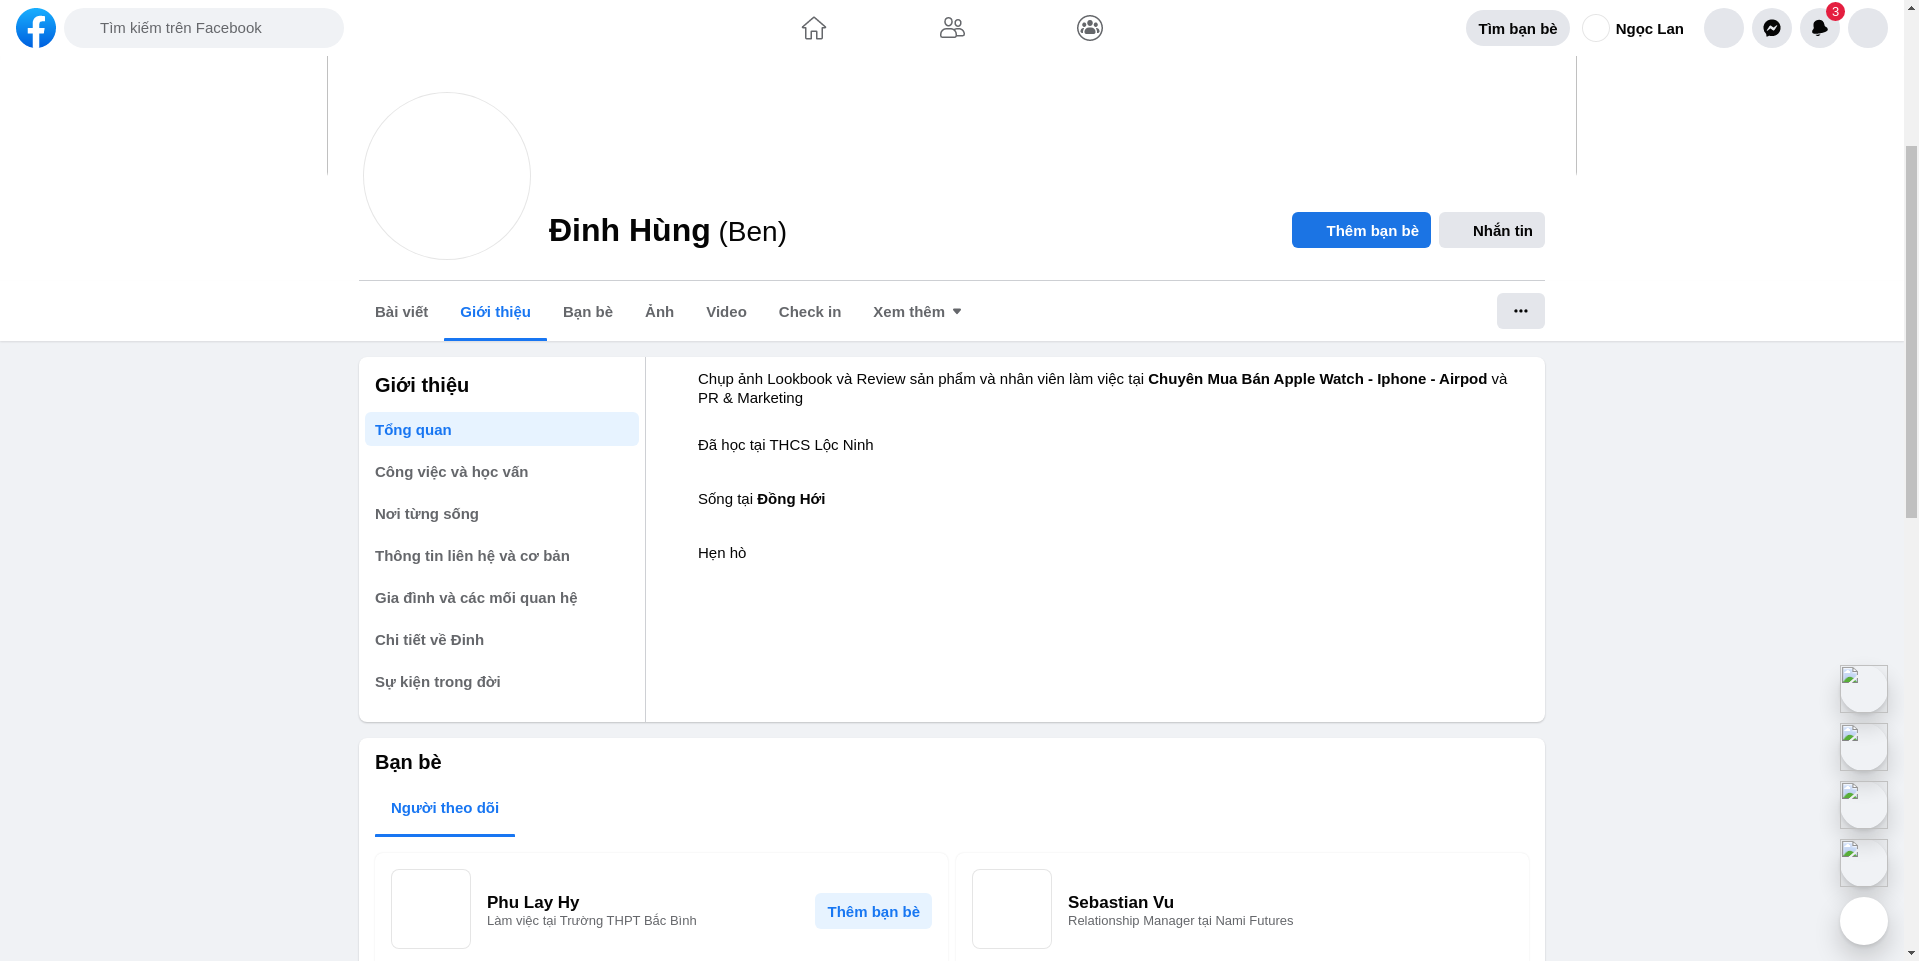 Tìm kiếm trên Facebook
Tìm bạn bè
Ngọc Lan
3
Đinh Hùng (Ben)
Thêm bạn bè
Nhắn tin
Bài viết
Giới thiệu
Bạn bè
Ảnh
Video
Check in
Xem thêm
Giới thiệu
Tổng quan
Công việc và học vấn
Nơi từng sống
Thông tin liên hệ và cơ bản
Gia đình và các mối quan hệ
Chi tiết về Đinh
Sự kiện trong đời
Chụp ảnh Lookbook và Review sản phẩm và nhân viên làm việc tại Chuyên Mua Bán Apple Watch - Iphone - Airpod và
PR & Marketing
Đã học tại THCS Lộc Ninh
Sống tại Đồng Hới
Hẹn hò
Bạn bè
Người theo dõi
Phu Lay Hy
Làm việc tại Trường THPT Bắc Bình
Thêm bạn bè
Sebastian Vu
Relationship Manager tại Nami Futures